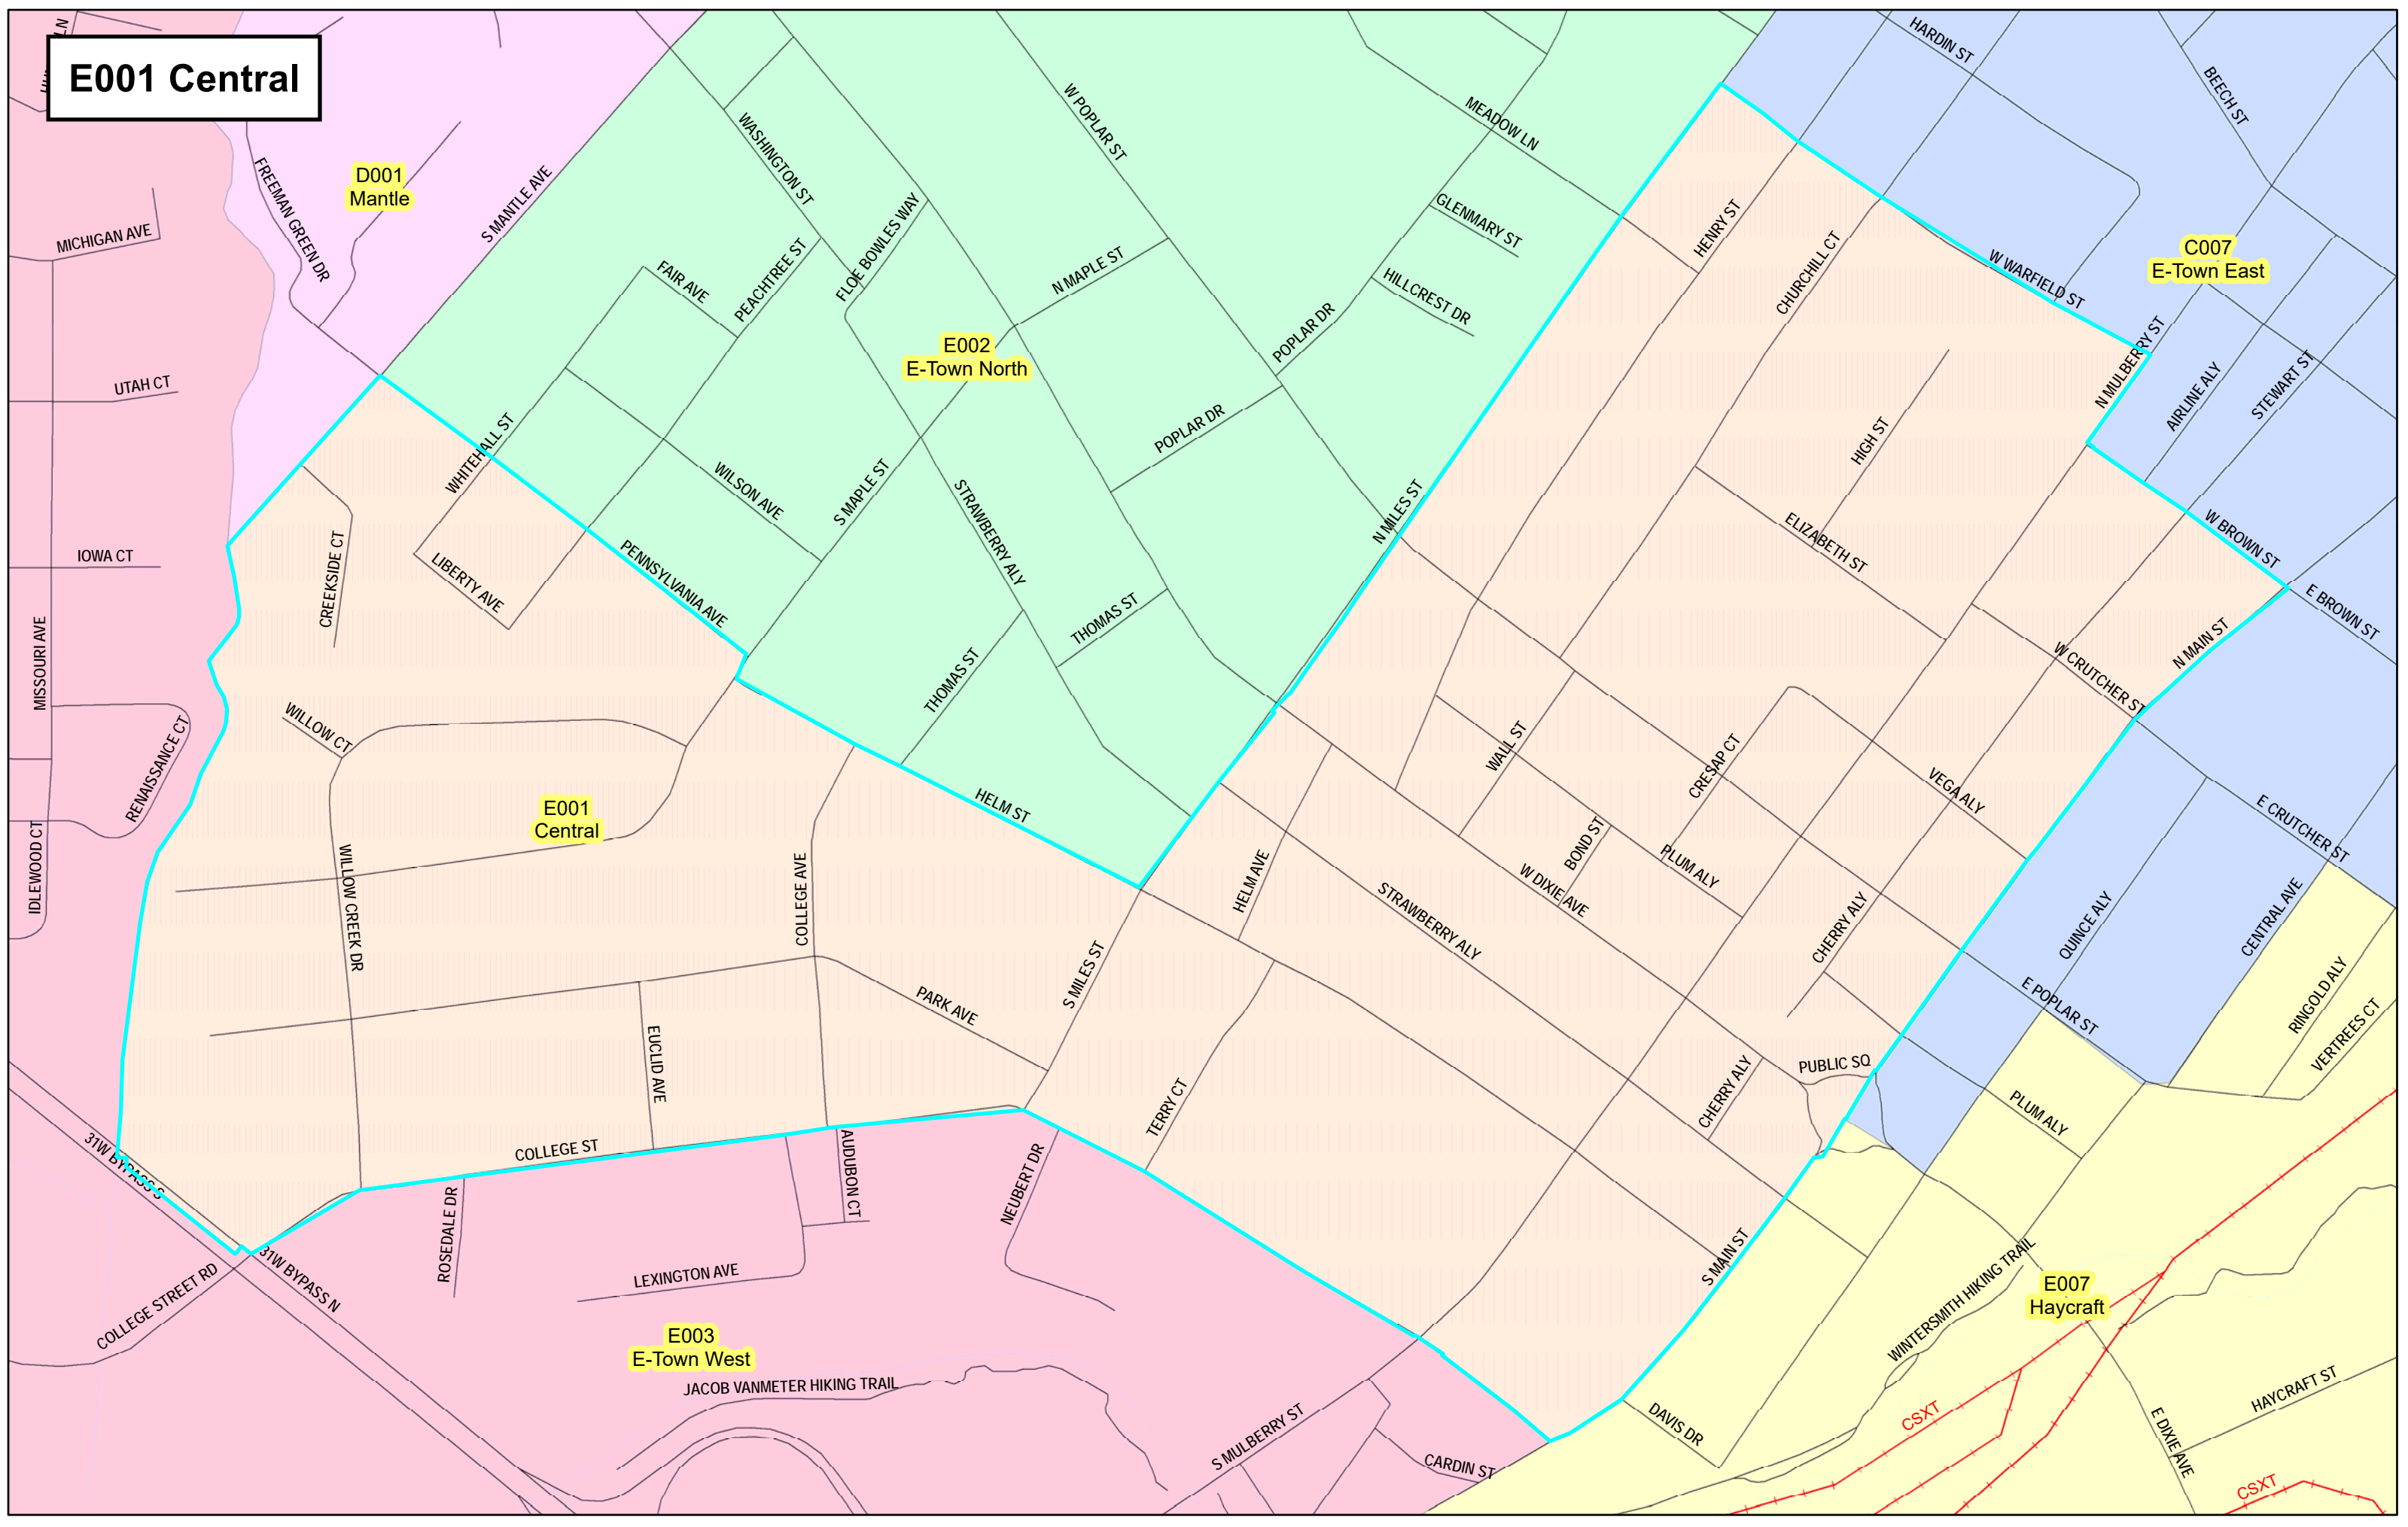 E001 Central
HARDIN ST
BEECH ST
W POPLAR ST
WASHINGTON ST
MEADOW LN
FREEMAN GREEN DR
D001
Mantle
S MANTLE AVE
MICHIGAN AVE
FLOE BOWLES WAY
GLENMARY ST
HENRY ST
CHURCHILL CT
C007
E-Town East
W WARFIELD ST
FAIR AVE
PEACHTREE ST
N MAPLE ST
HILLCREST DR
POPLAR DR
E002
E-Town North
N MULBERRY ST
AIRLINE ALY
STEWART ST
UTAH CT
WHITEHALL ST
POPLAR DR
HIGH ST
WILSON AVE
S MAPLE ST
STRAWBERRY ALY
N MILES ST
ELIZABETH ST
W BROWN ST
IOWA CT
CREEKSIDE CT
LIBERTY AVE
PENNSYLVANIA AVE
THOMAS ST
E BROWN ST
MISSOURI AVE
THOMAS ST
W CRUTCHER ST
N MAIN ST
WILLOW CT
RENAISSANCE CT
WALL ST
CRESAP CT
VEGA ALY
E001
Central
HELM ST
E CRUTCHER ST
IDLEWOOD CT
WILLOW CREEK DR
COLLEGE AVE
HELM AVE
BOND ST
PLUM ALY
W DIXIE AVE
STRAWBERRY ALY
CHERRY ALY
QUINCE ALY
CENTRAL AVE
PARK AVE
S MILES ST
E POPLAR ST
RINGOLD ALY
VERTREES CT
EUCLID AVE
TERRY CT
CHERRY ALY
PUBLIC SQ
PLUM ALY
31W BYPASS S
COLLEGE ST
AUDUBON CT
ROSEDALE DR
NEUBERT DR
COLLEGE STREET RD
31W BYPASS N
LEXINGTON AVE
S MAIN ST
WINTERSMITH HIKING TRAIL
E007
Haycraft
E003
E-Town West
JACOB VANMETER HIKING TRAIL
S MULBERRY ST
CARDIN ST
DAVIS DR
CSXT
E DIXIE AVE
HAYCRAFT ST
CSXT